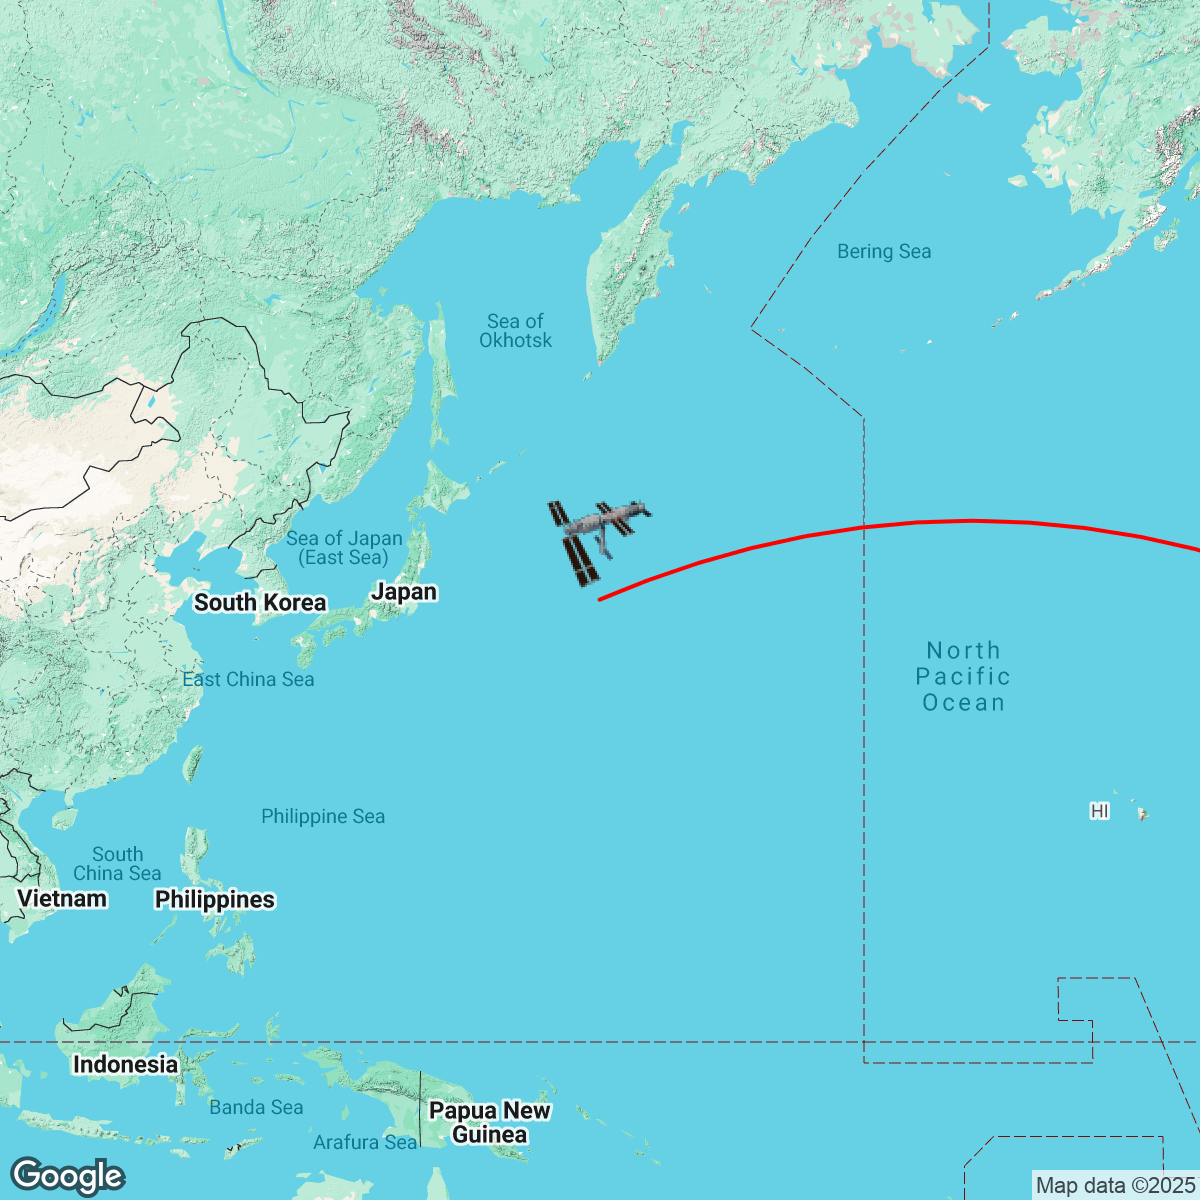 Bering Sea
Sea of
Okhotsk
Sea of Japan
(East Sea)
Japan
South Korea
North
Pacific
Ocean
East China Sea
HI
Philippine Sea
South
China Sea
Vietnam
Philippines
Indonesia
Banda Sea
Papua New
Guinea
Arafura Sea
Google
Map data ©2025